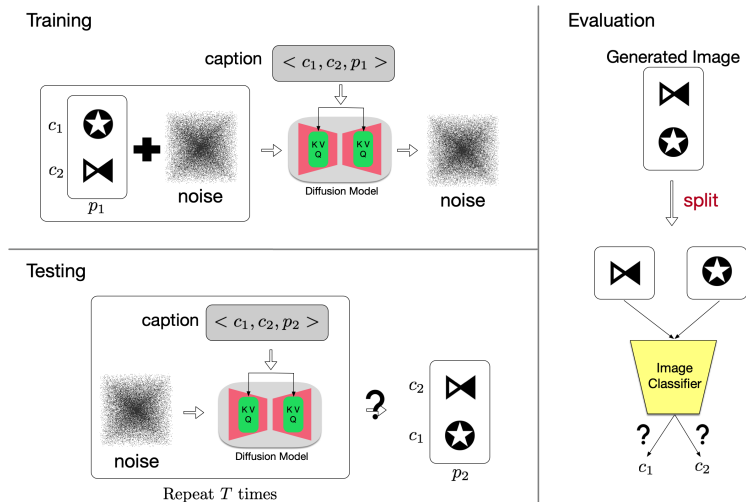 Training
caption
< c₁, c₂, p₁ >
c₁
c₂
p₁
noise
K V
Q
K V
Q
Diffusion Model
noise
Testing
caption
< c₁, c₂, p₂ >
noise
K V
Q
K V
Q
Diffusion Model
?
c₂
c₁
p₂
Repeat T times
Evaluation
Generated Image
split
Image
Classifier
? ?
c₁ c₂